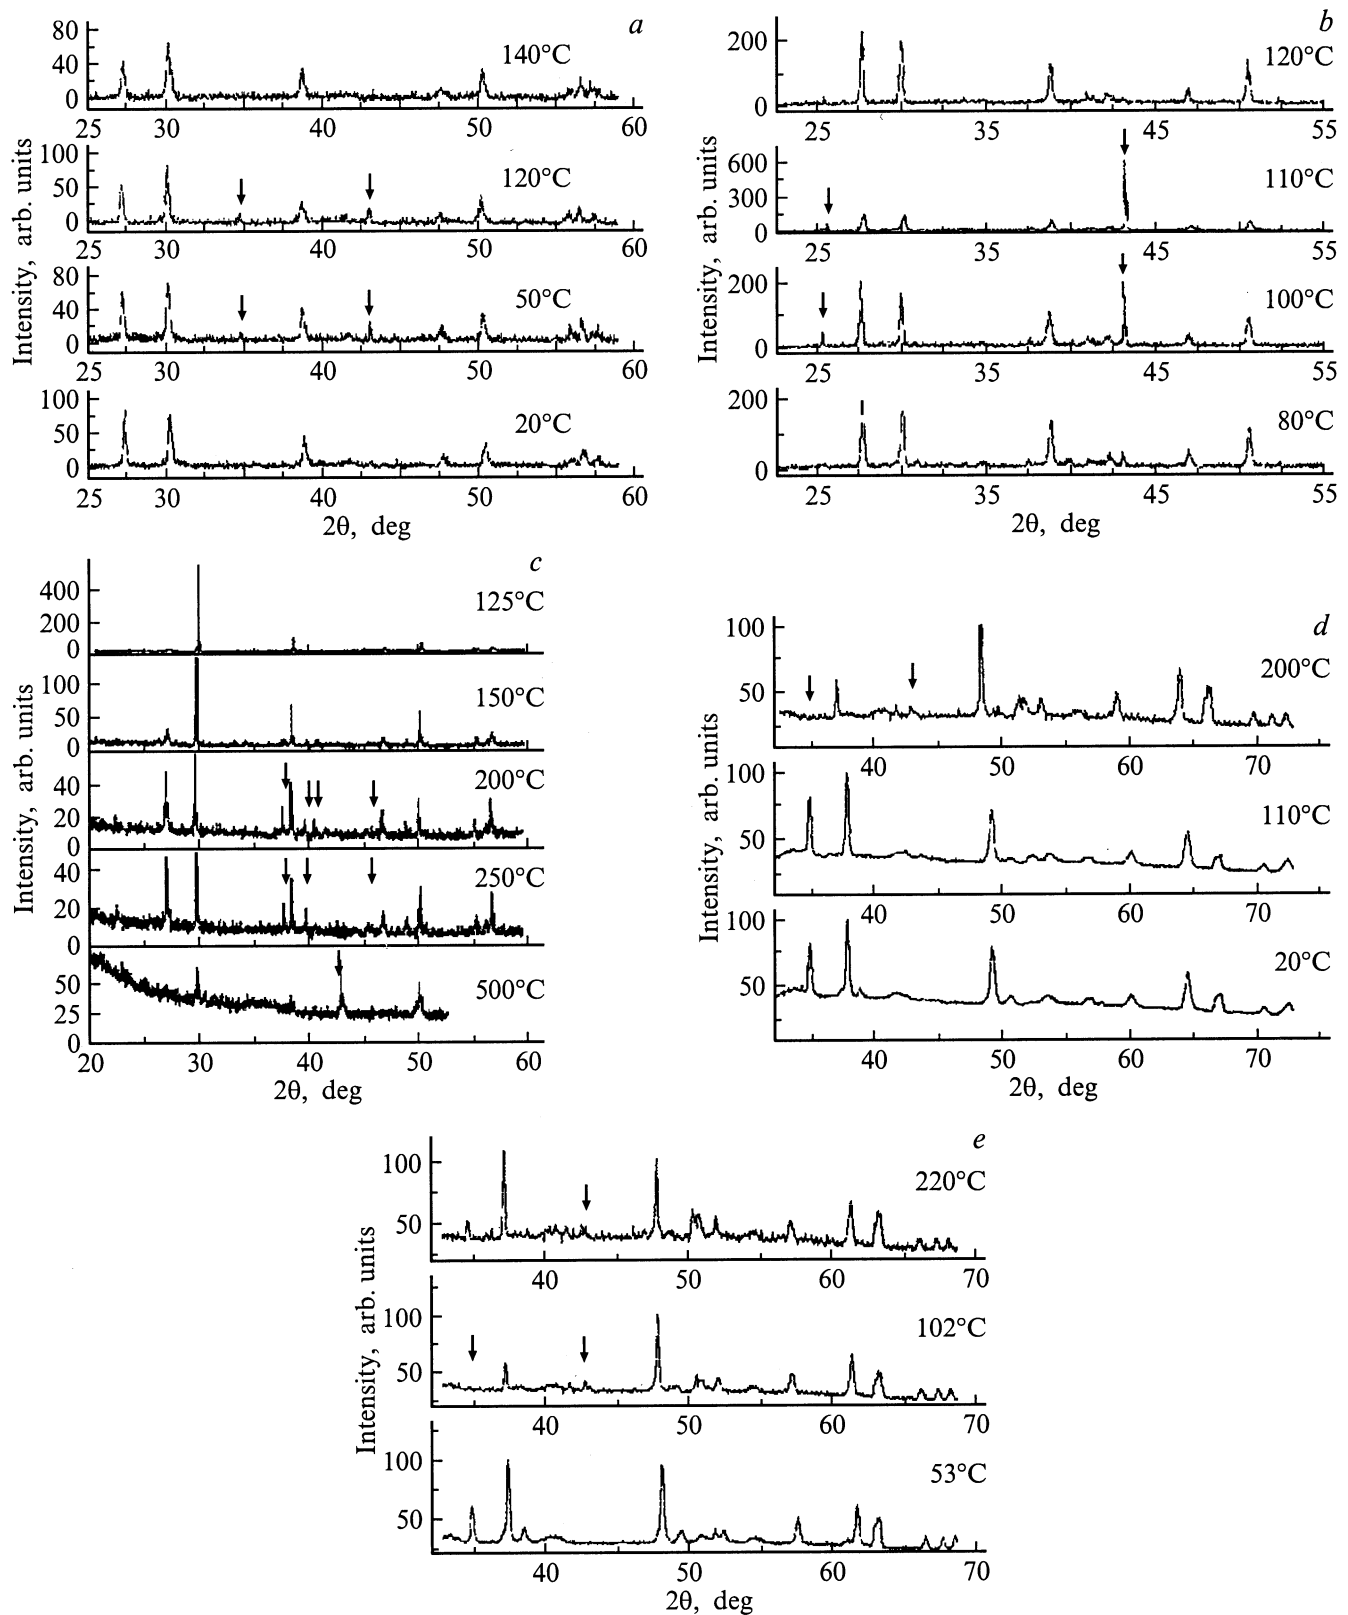 a
80
40
0
140°C
25 30 40 50 60
100
50
0
120°C
25 30 40 50 60
80
40
0
50°C
25 30 40 50 60
100
50
0
20°C
25 30 40 50 60
2θ, deg
Intensity, arb. units
b
200
0
120°C
25 35 45 55
600
300
0
110°C
25 35 45 55
200
0
100°C
25 35 45 55
200
0
80°C
25 35 45 55
2θ, deg
Intensity, arb. units
c
400
200
0
125°C
100
50
0
150°C
40
20
0
200°C
40
20
0
250°C
50
25
0
500°C
20 30 40 50 60
2θ, deg
Intensity, arb. units
d
100
50
200°C
40 50 60 70
100
50
110°C
40 50 60 70
100
50
20°C
40 50 60 70
2θ, deg
Intensity, arb. units
e
100
50
220°C
40 50 60 70
100
50
102°C
40 50 60 70
100
50
53°C
40 50 60 70
2θ, deg
Intensity, arb. units